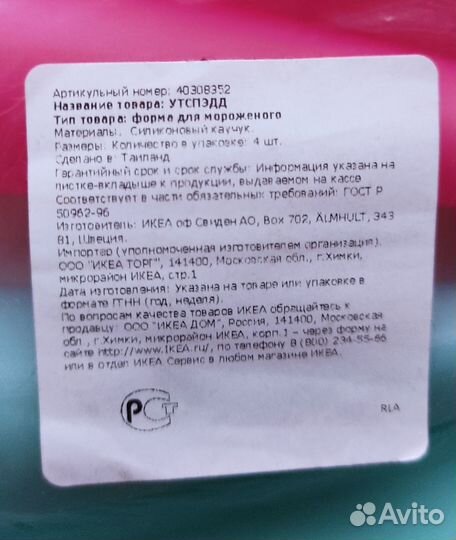 Артикульный номер: 40308352
Название товара: УТСПЭДД
Тип товара: форма для мороженого
Материалы: Силиконовый каучук.
Размеры: Количество в упаковке: 4 шт.
Сделано в: Таиланд
Гарантийный срок и срок службы: Информация указана на
листке-вкладыше к продукции, выдаваемом на кассе
Соответствует в части обязательных требований: ГОСТ Р
50962-96
Изготовитель: ИКЕА оф Свиден АО, Box 702, ÄLMHULT, 343
81, Швеция.
Импортер (уполномоченная изготовителем организация):
ООО "ИКЕА ТОРГ", 141400, Московская обл., г.Химки,
микрорайон ИКЕА, стр.1
Дата изготовления: Указана на товаре или упаковке в
формате ГГНН (год, неделя).
По вопросам качества товаров ИКЕА обращайтесь к
продавцу: ООО "ИКЕА ДОМ", Россия, 141400, Московская
обл., г.Химки, микрорайон ИКЕА, корп.1 – через форму на
сайте http://www.IKEA.ru/, по телефону 8 (800) 234-55-66
или в отдел ИКЕА Сервис в любом магазине ИКЕА.
РСТ
RLA
Avito